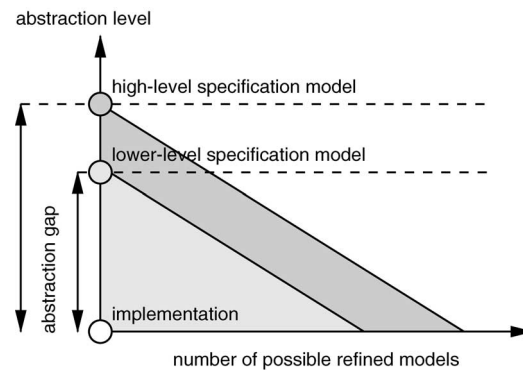 abstraction level
high-level specification model
lower-level specification model
abstraction gap
implementation
number of possible refined models